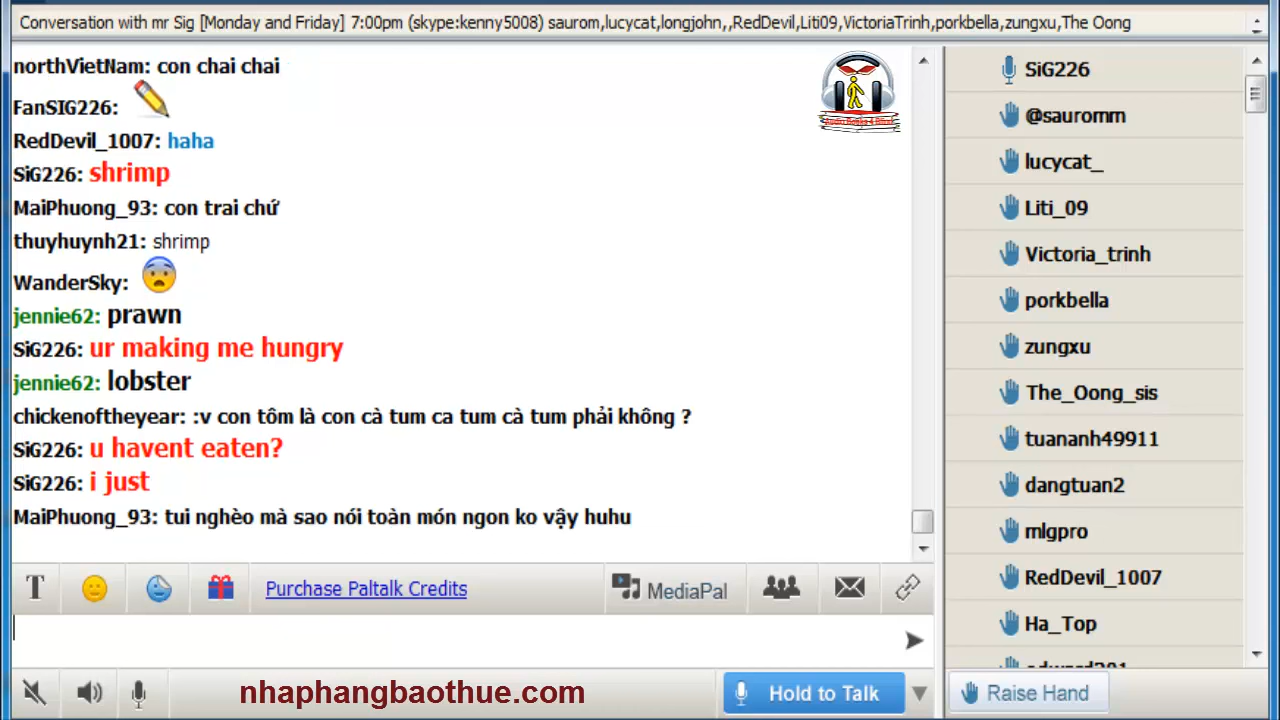 Conversation with mr Sig [Monday and Friday] 7:00pm (skype:kenny5008) saurom,lucycat,longjohn,,RedDevil,Liti09,VictoriaTrinh,porkbella,zungxu,The Oong
northVietNam: con chai chai
FanSIG226:
RedDevil_1007: haha
SiG226: shrimp
MaiPhuong_93: con trai chứ
thuyhuynh21: shrimp
WanderSky:
jennie62: prawn
SiG226: ur making me hungry
jennie62: lobster
chickenoftheyear: :v con tôm là con cà tum ca tum cà tum phải không ?
SiG226: u havent eaten?
SiG226: i just
MaiPhuong_93: tui nghèo mà sao nói toàn món ngon ko vậy huhu
T
Purchase Paltalk Credits
MediaPal
nhaphangbaothue.com
Hold to Talk
SiG226
@sauromm
lucycat_
Liti_09
Victoria_trinh
porkbella
zungxu
The_Oong_sis
tuananh49911
dangtuan2
mlgpro
RedDevil_1007
Ha_Top
Raise Hand